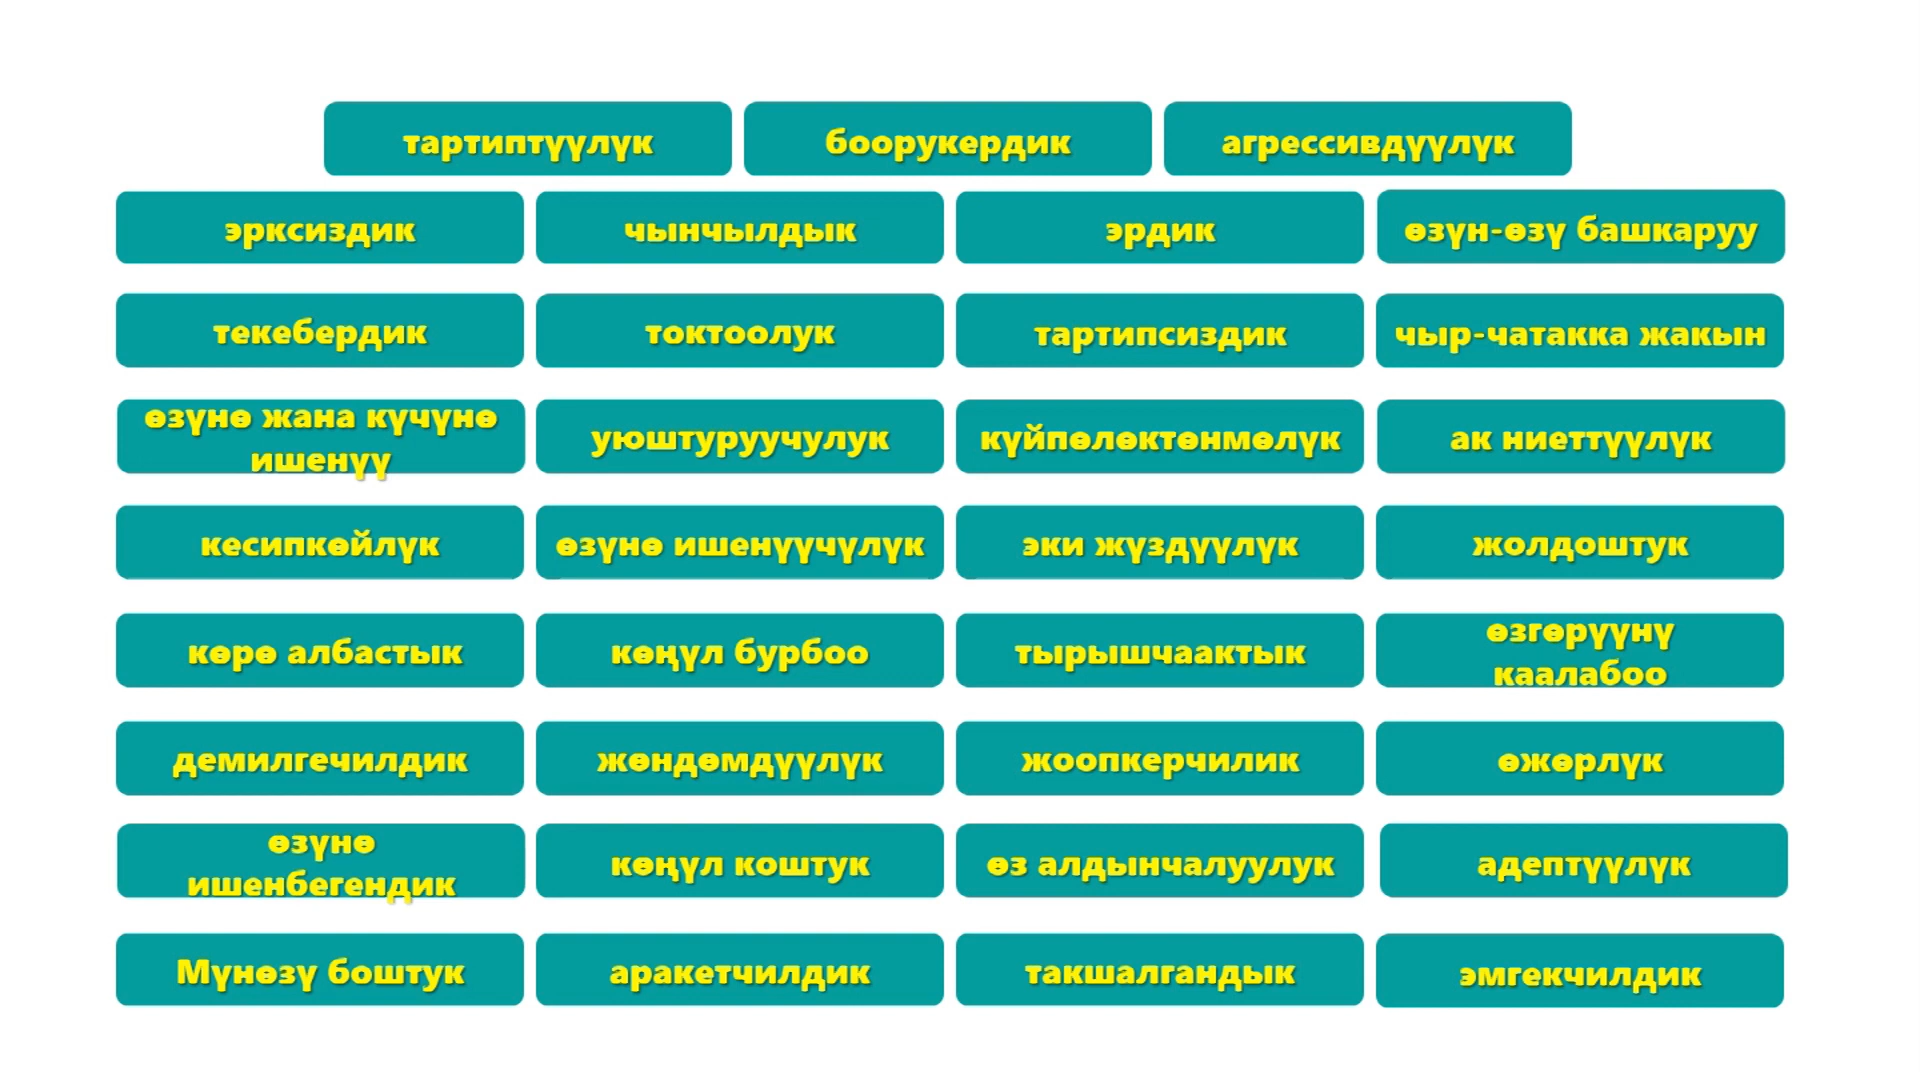 тартиптүүлүк
боорукердик
агрессивдүүлүк
эрксиздик
чынчылдык
эрдик
өзүн-өзү башкаруу
текебердик
токтоолук
тартипсиздик
чыр-чатакка жакын
өзүнө жана күчүнө
ишенүү
уюштуруучулук
күйпөлөктөнмөлүк
ак ниеттүүлүк
кесипкөйлүк
өзүнө ишенүүчүлүк
эки жүздүүлүк
жолдоштук
көрө албастык
көңүл бурбоо
тырышчаактык
өзгөрүүнү
каалабоо
демилгечилдик
жөндөмдүүлүк
жоопкерчилик
өжөрлүк
өзүнө
ишенбегендик
көңүл коштук
өз алдынчалуулук
адептүүлүк
Мүнөзү боштук
аракетчилдик
такшалгандык
эмгекчилдик